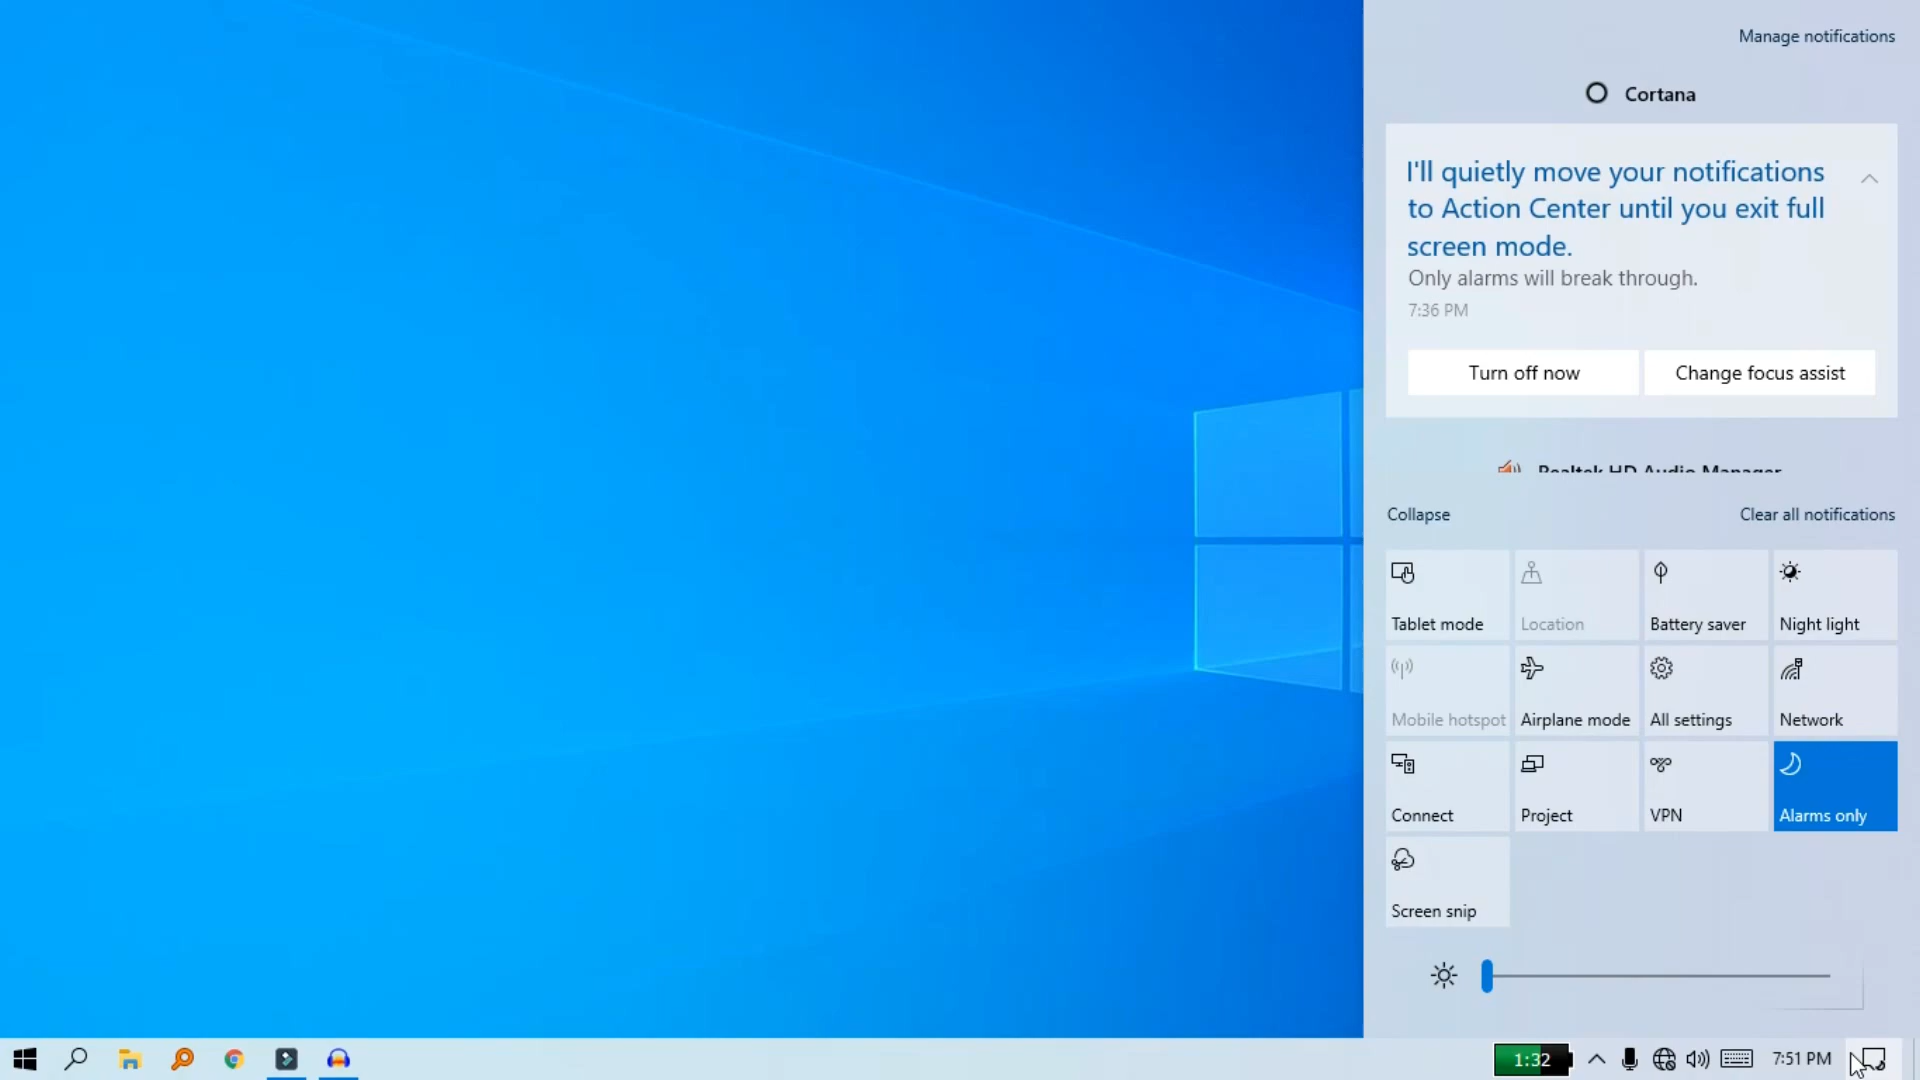 Manage notifications
Cortana
I'll quietly move your notifications
to Action Center until you exit full
screen mode.
Only alarms will break through.
7:36 PM
Turn off now
Change focus assist
Realtek HD Audio Manager
Collapse
Clear all notifications
Tablet mode
Location
Battery saver
Night light
Mobile hotspot
Airplane mode
All settings
Network
Connect
Project
VPN
Alarms only
Screen snip
1:32
7:51 PM